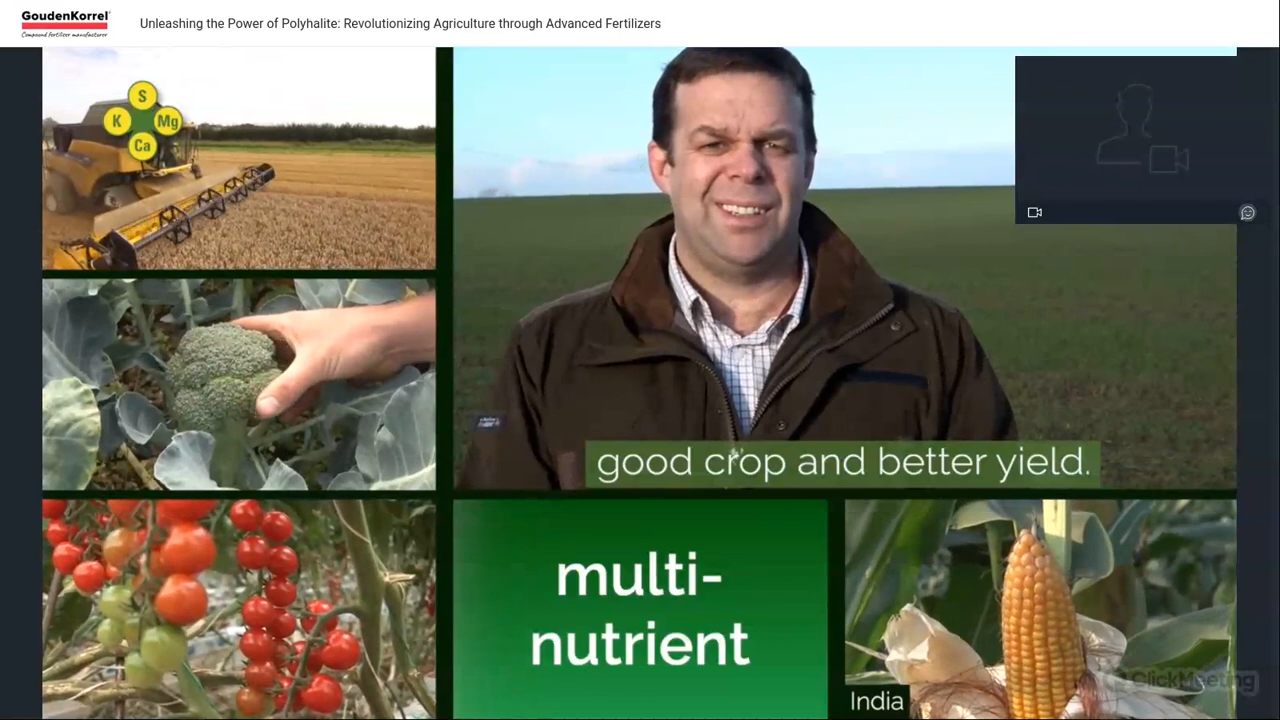 GoudenKorrel
Compound fertilizer manufacturer
Unleashing the Power of Polyhalite: Revolutionizing Agriculture through Advanced Fertilizers
S
K
Mg
Ca
good crop and better yield.
multi-
nutrient
India
ClickMeeting